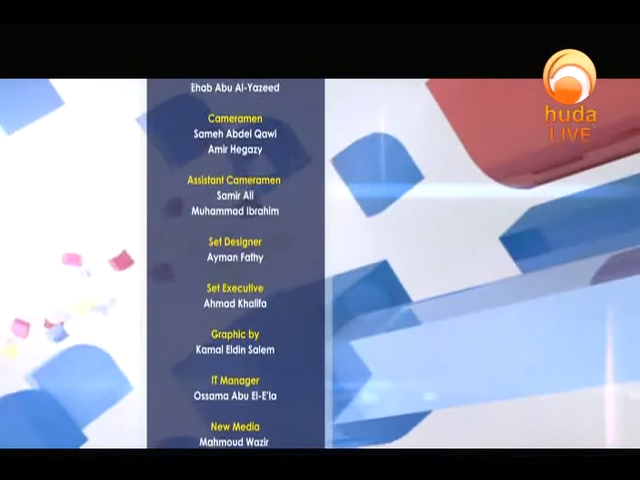 Ehab Abu Al-Yazeed
Cameramen
Sameh Abdel Qawi
Amir Hegazy
Assistant Cameramen
Samir Ali
Muhammad Ibrahim
Set Designer
Ayman Fathy
Set Executive
Ahmad Khalifa
Graphic by
Kamal Eldin Salem
IT Manager
Ossama Abu El-E'la
New Media
Mahmoud Wazir
huda
LIVE